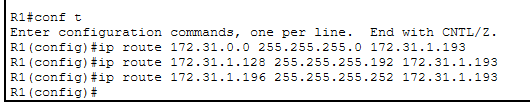 R1#conf t
Enter configuration commands, one per line.  End with CNTL/Z.
R1(config)#ip route 172.31.0.0 255.255.255.0 172.31.1.193
R1(config)#ip route 172.31.1.128 255.255.255.192 172.31.1.193
R1(config)#ip route 172.31.1.196 255.255.255.252 172.31.1.193
R1(config)#